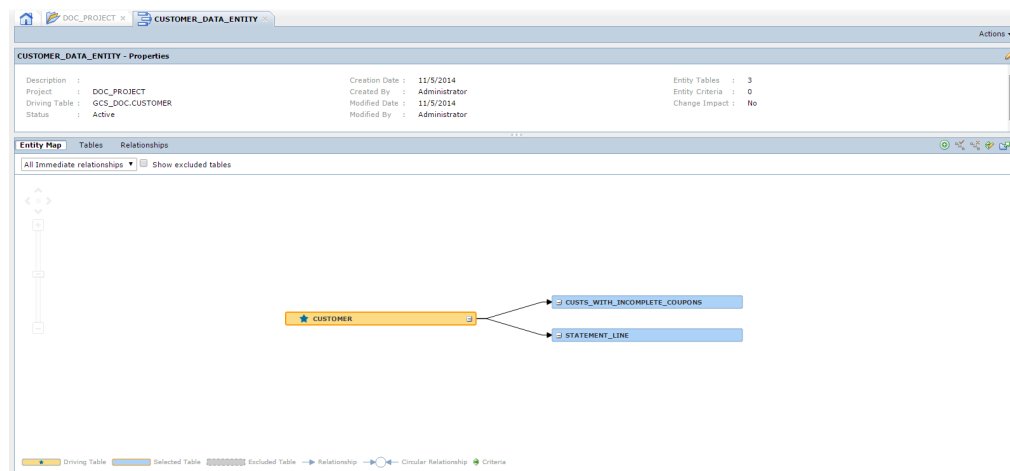 DOC_PROJECT × CUSTOMER_DATA_ENTITY ×
Actions
CUSTOMER_DATA_ENTITY - Properties
Description : Creation Date : 11/5/2014 Entity Tables : 3
Project : DOC_PROJECT Created By : Administrator Entity Criteria : 0
Driving Table : GCS_DOC.CUSTOMER Modified Date : 11/5/2014 Change Impact : No
Status : Active Modified By : Administrator
Entity Map Tables Relationships
All Immediate relationships Show excluded tables
CUSTS_WITH_INCOMPLETE_COUPONS
CUSTOMER
STATEMENT_LINE
Driving Table Selected Table Excluded Table Relationship Circular Relationship Criteria